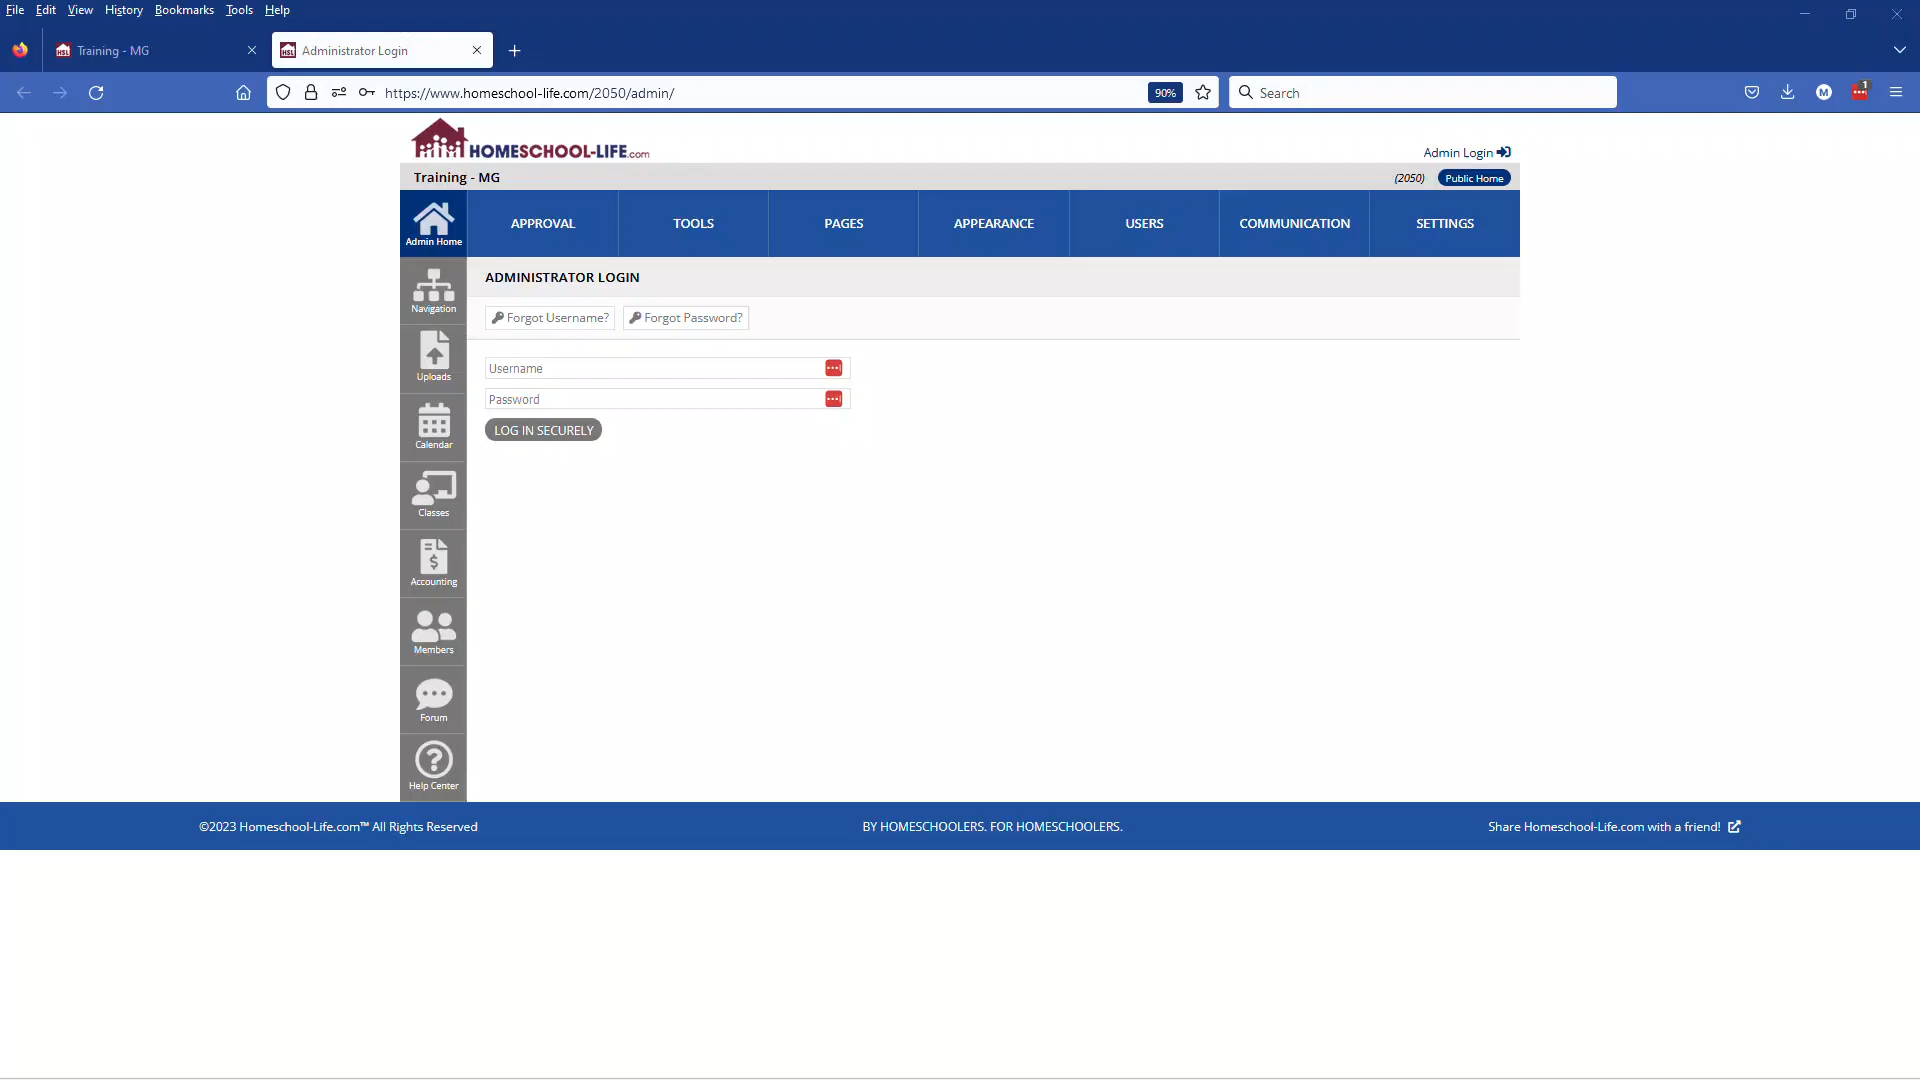 File Edit View History Bookmarks Tools Help
HSL Training - MG
HSL Administrator Login
https://www.homeschool-life.com/2050/admin/
90%
Search
M
1
HOMESCHOOL-LIFE.com
Admin Login
Training - MG
(2050)
Public Home
Admin Home
APPROVAL
TOOLS
PAGES
APPEARANCE
USERS
COMMUNICATION
SETTINGS
ADMINISTRATOR LOGIN
Navigation
Forgot Username?
Forgot Password?
Uploads
Username
Password
LOG IN SECURELY
Calendar
Classes
Accounting
Members
Forum
Help Center
©2023 Homeschool-Life.com™ All Rights Reserved
BY HOMESCHOOLERS. FOR HOMESCHOOLERS.
Share Homeschool-Life.com with a friend!